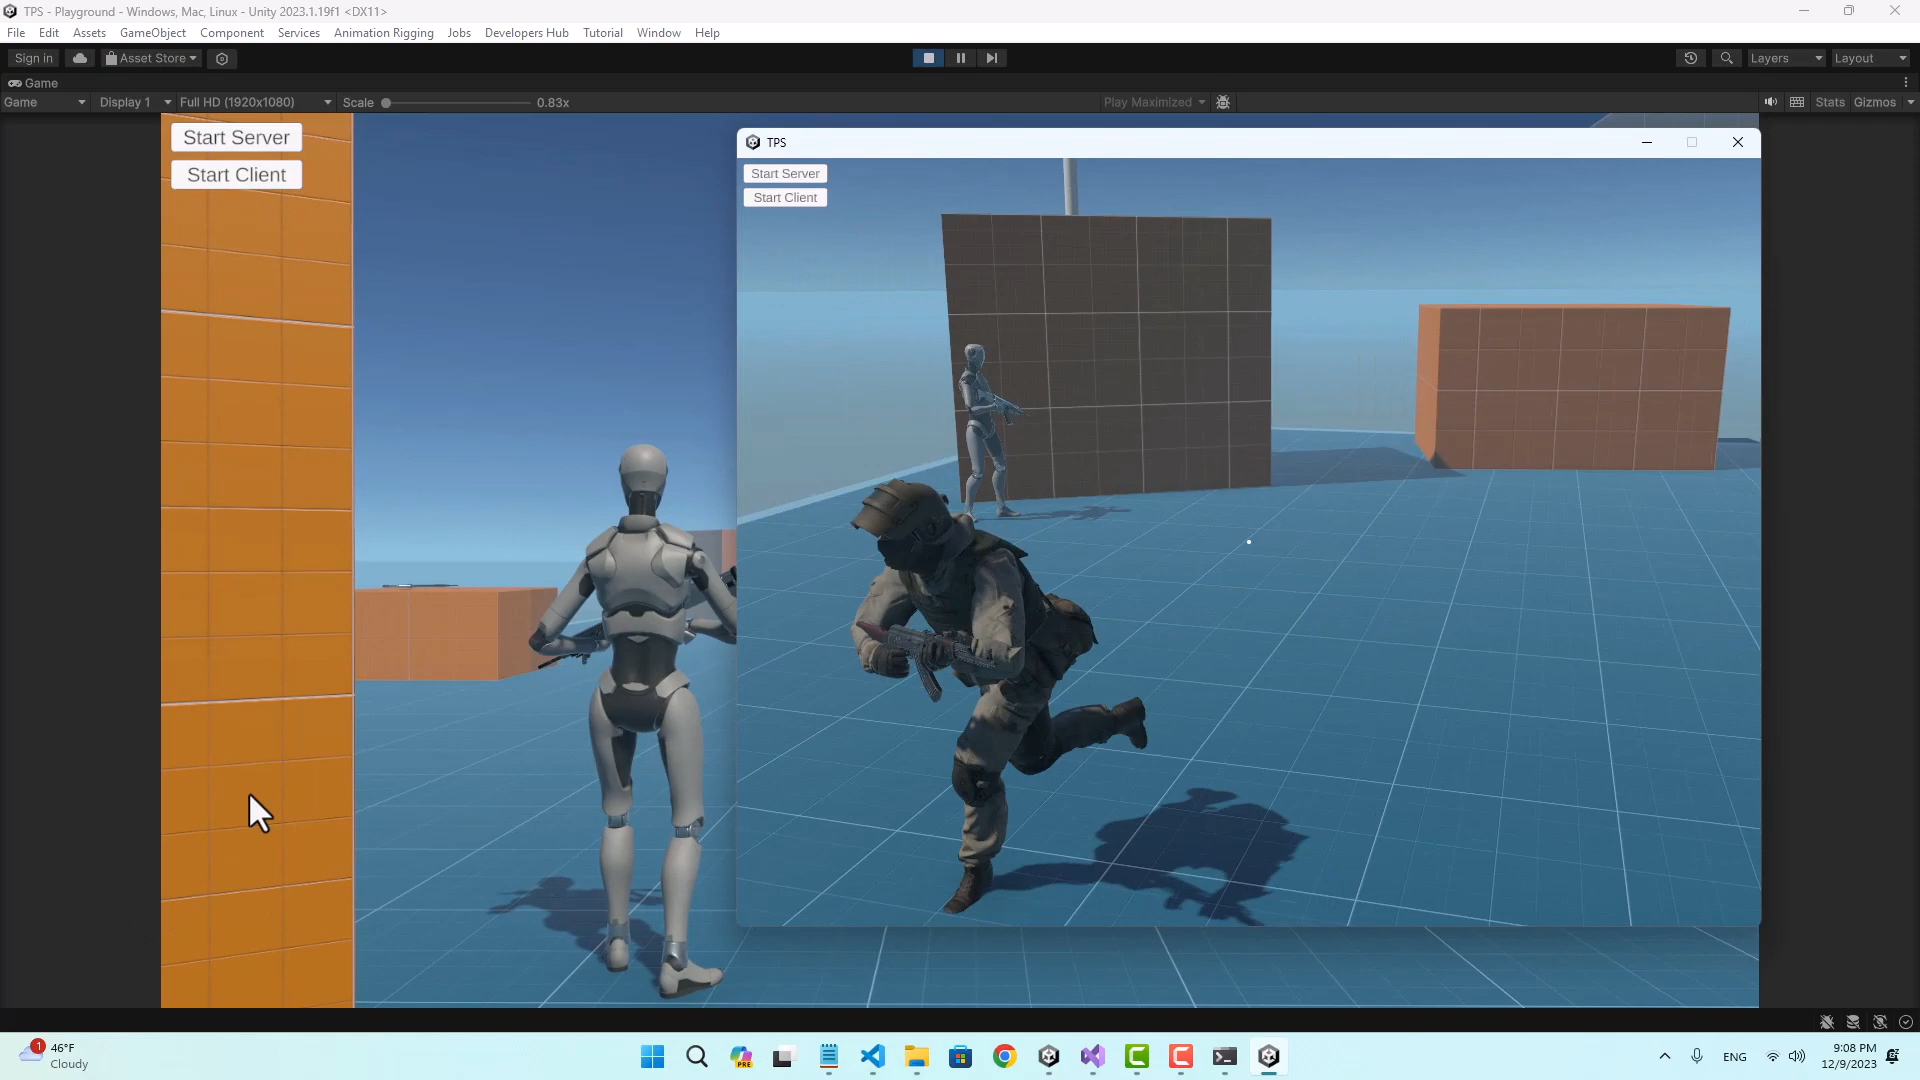 TPS - Playground - Windows, Mac, Linux - Unity 2023.1.19f1 <DX11>
File Edit Assets GameObject Component Services Animation Rigging Jobs Developers Hub Tutorial Window Help
Sign in Asset Store Layers Layout
Game
Game Display 1 Full HD (1920x1080) Scale 0.83x Play Maximized Stats Gizmos
Start Server
Start Client
TPS
Start Server
Start Client
1
46°F
Cloudy
PRE
ENG
9:08 PM
12/9/2023